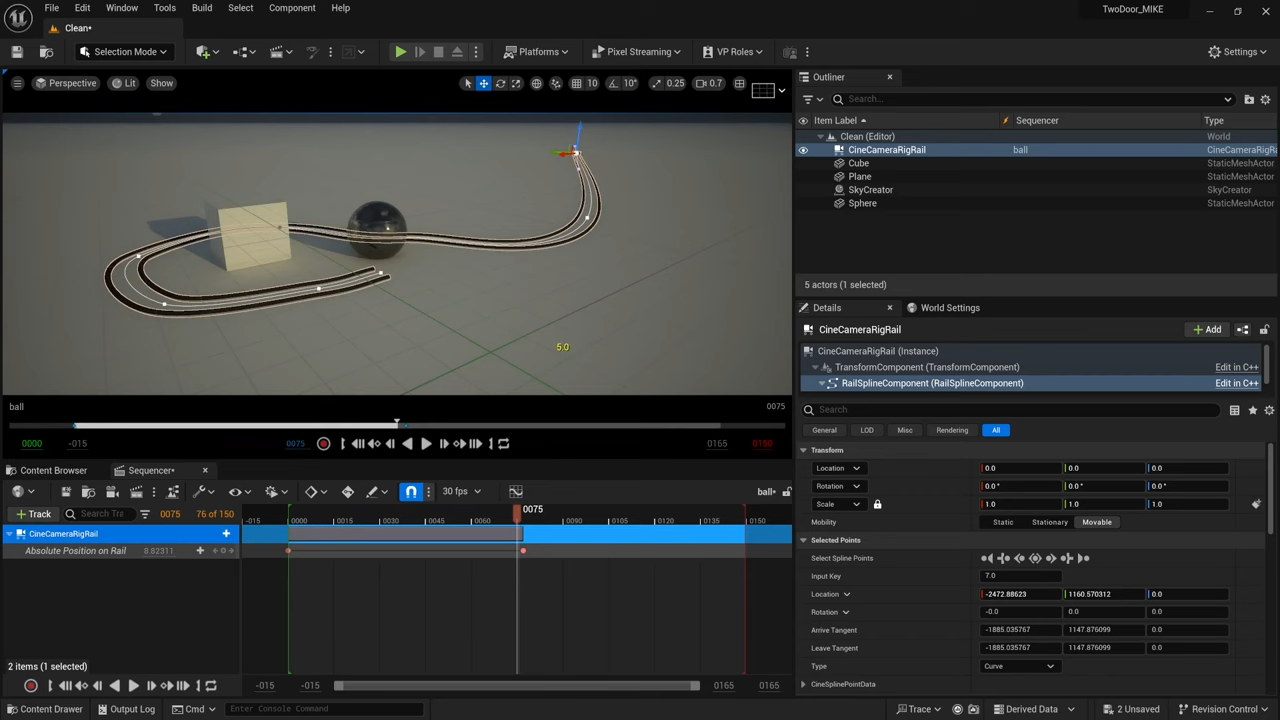 File Edit Window Tools Build Select Component Help
TwoDoor_MIKE
Clean•
Selection Mode
Platforms
Pixel Streaming
VP Roles
Settings
Perspective
Lit
Show
10
10°
0.25
0.7
5.0
ball
0075
0000
-015
0075
0165
0150
Content Browser
Sequencer•
30 fps
ball•
Track
Search Tra
0075
76 of 150
-015
0000
0015
0030
0045
0060
0075
0090
0105
0120
0135
0150
CineCameraRigRail
Absolute Position on Rail
8.82311
2 items (1 selected)
-015
-015
0165
0165
Outliner
Search...
Item Label
Sequencer
Type
Clean (Editor)
World
CineCameraRigRail
ball
CineCameraRigRa
Cube
StaticMeshActor
Plane
StaticMeshActor
SkyCreator
SkyCreator
Sphere
StaticMeshActor
5 actors (1 selected)
Details
World Settings
CineCameraRigRail
Add
CineCameraRigRail (Instance)
TransformComponent (TransformComponent)
Edit in C++
RailSplineComponent (RailSplineComponent)
Edit in C++
Search
General
LOD
Misc
Rendering
All
Transform
Location
0.0
0.0
0.0
Rotation
0.0 °
0.0 °
0.0 °
Scale
1.0
1.0
1.0
Mobility
Static
Stationary
Movable
Selected Points
Select Spline Points
Input Key
7.0
Location
-2472.88623
1160.570312
0.0
Rotation
-0.0
0.0
0.0
Arrive Tangent
-1885.035767
1147.876099
0.0
Leave Tangent
-1885.035767
1147.876099
0.0
Type
Curve
CineSplinePointData
Content Drawer
Output Log
Cmd
Enter Console Command
Trace
Derived Data
2 Unsaved
Revision Control